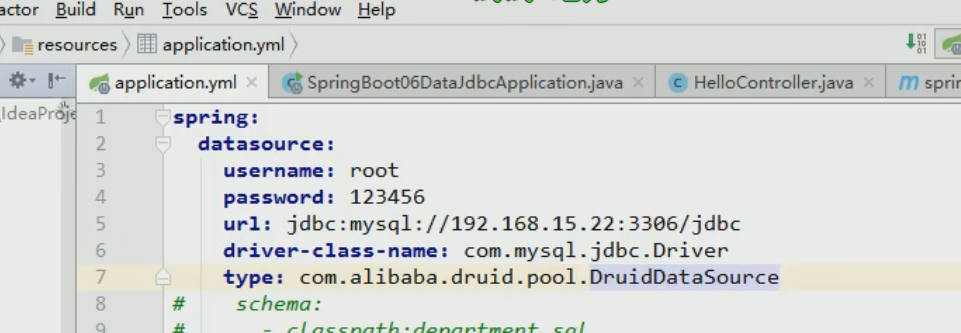 actor Build Run Tools VCS Window Help
resources application.yml
application.yml SpringBoot06DataJdbcApplication.java HelloController.java sprin
IdeaProje
1 spring:
2 datasource:
3 username: root
4 password: 123456
5 url: jdbc:mysql://192.168.15.22:3306/jdbc
6 driver-class-name: com.mysql.jdbc.Driver
7 type: com.alibaba.druid.pool.DruidDataSource
8 # schema:
9 # - classpath:department.sql